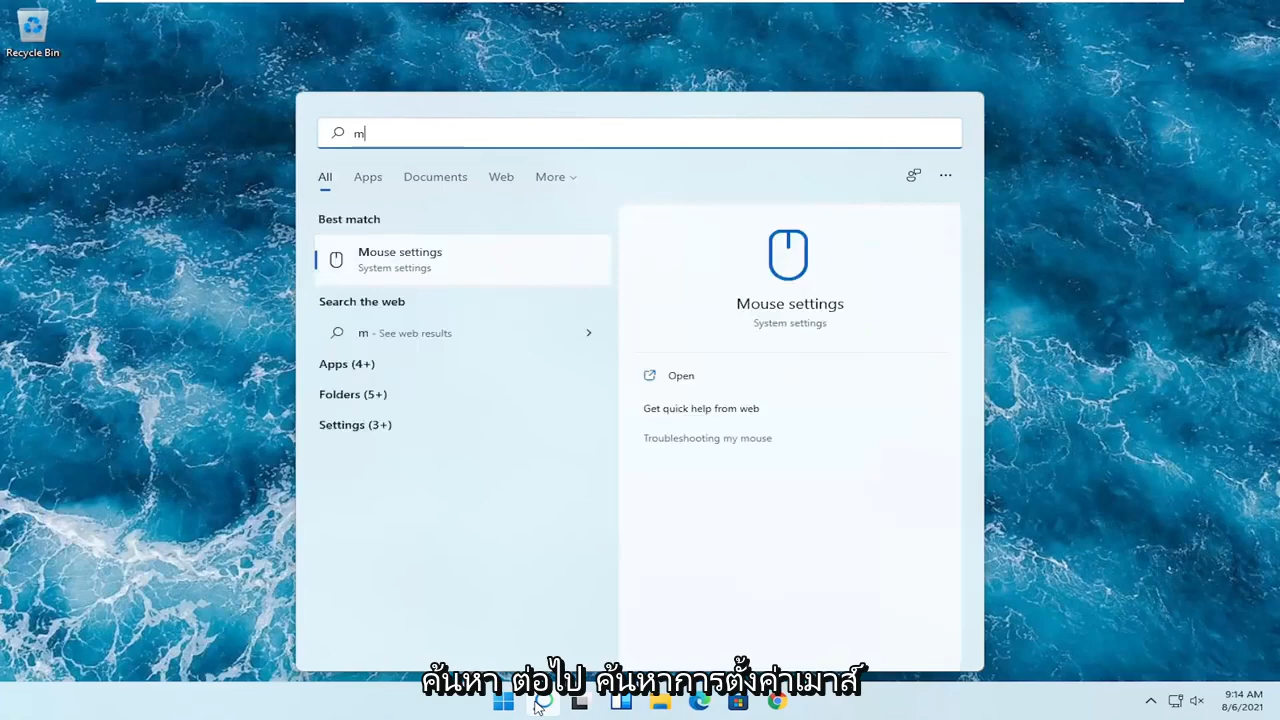 Recycle Bin
m
All Apps Documents Web More
Best match
Mouse settings
System settings
Search the web
m - See web results
Apps (4+)
Folders (5+)
Settings (3+)
Mouse settings
System settings
Open
Get quick help from web
Troubleshooting my mouse
ค้นหา ต่อไป ค้นหาการตั้งค่าเมาส์
9:14 AM
8/6/2021